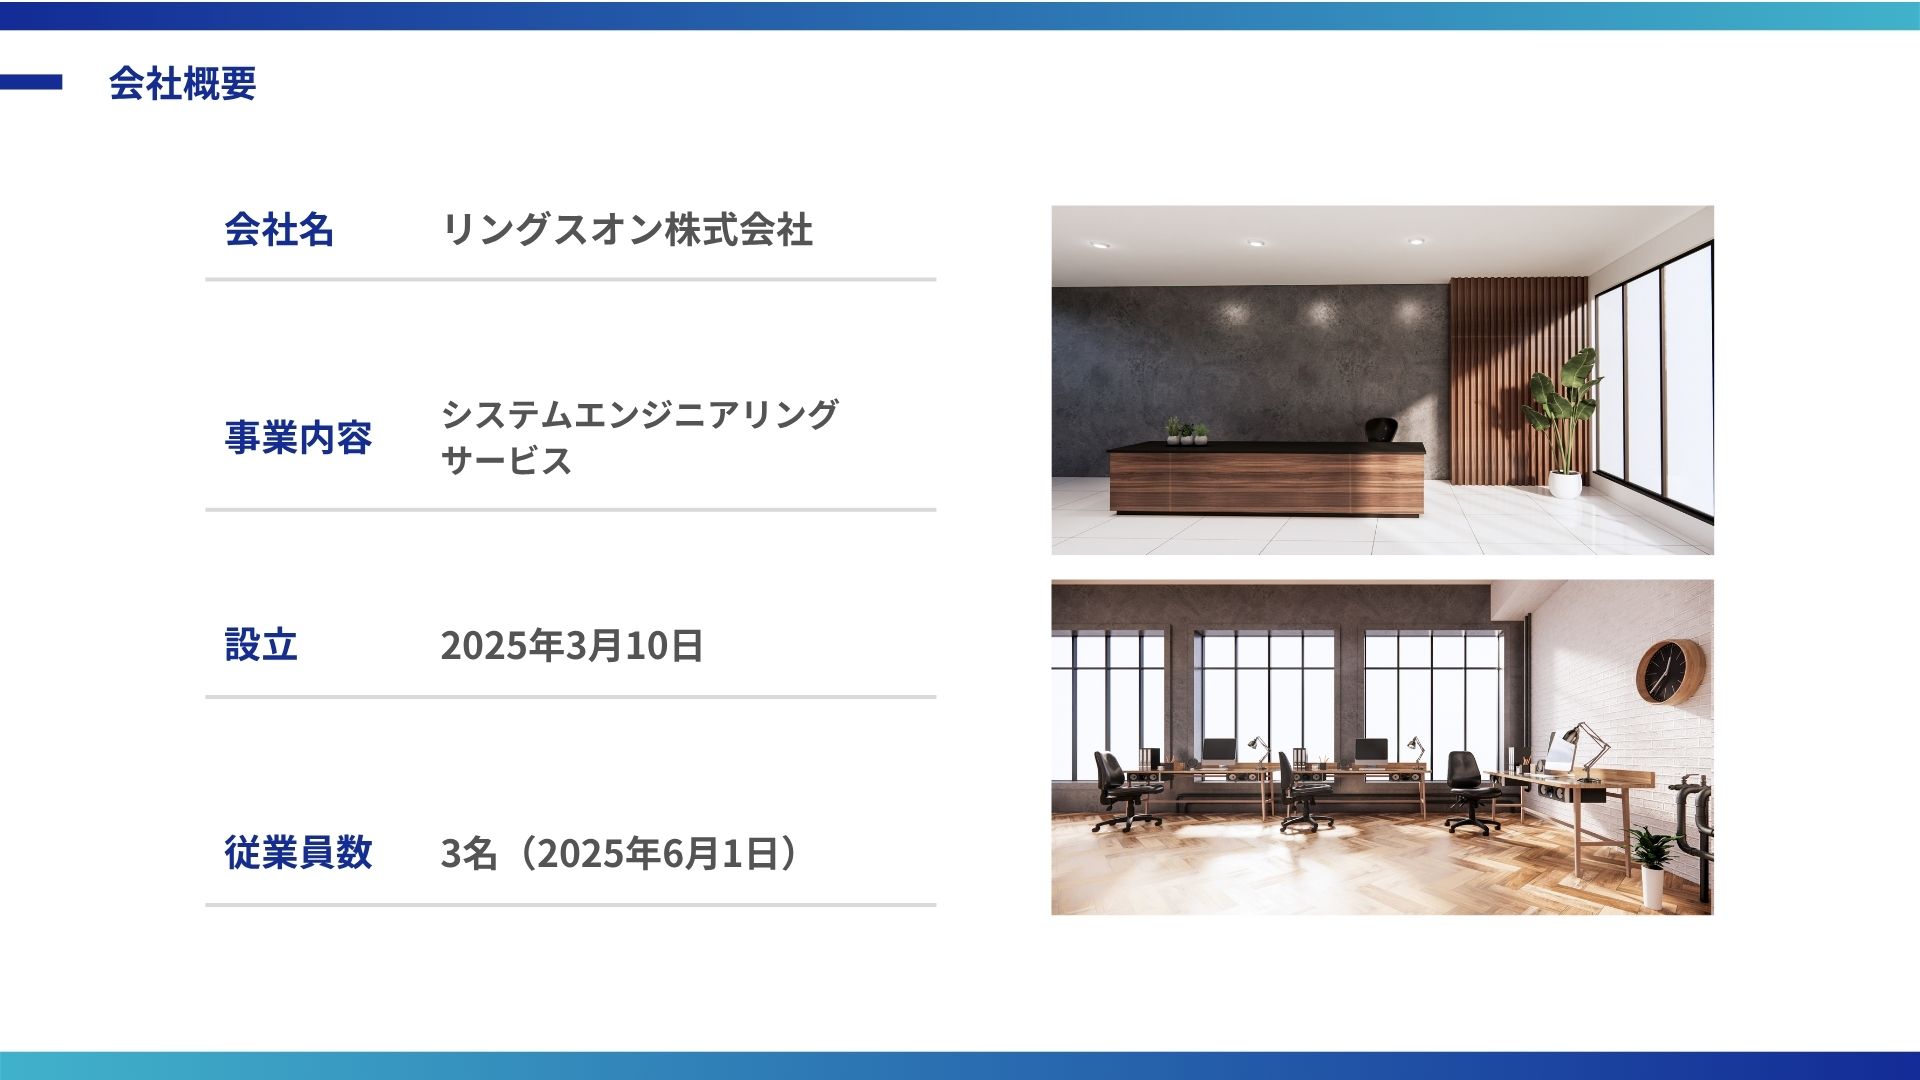 会社概要
会社名
リングスオン株式会社
事業内容
システムエンジニアリング
サービス
設立
2025年3月10日
従業員数
3名（2025年6月1日）